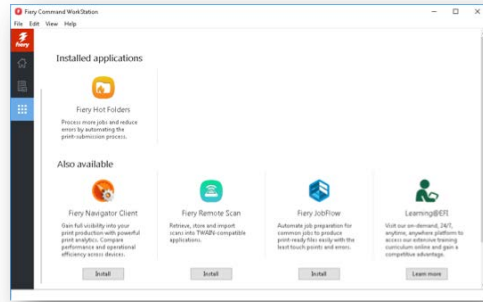 Fiery Command WorkStation
File Edit View Help
fiery
Installed applications
Fiery Hot Folders
Process more jobs and reduce
errors by automating the
print-submission process.
Also available
Fiery Navigator Client
Gain full visibility into your
print production with powerful
print analytics. Compare
performance and operational
efficiency across devices.
Install
Fiery Remote Scan
Retrieve, store and import
scans into TWAIN-compatible
applications.
Install
Fiery JobFlow
Automate job preparation for
common jobs to produce
print-ready files easily with the
least touch points and errors.
Install
Learning@EFI
Visit our on-demand, 24/7,
anytime, anywhere platform to
access our extensive training
curriculum online and gain a
competitive advantage.
Learn more